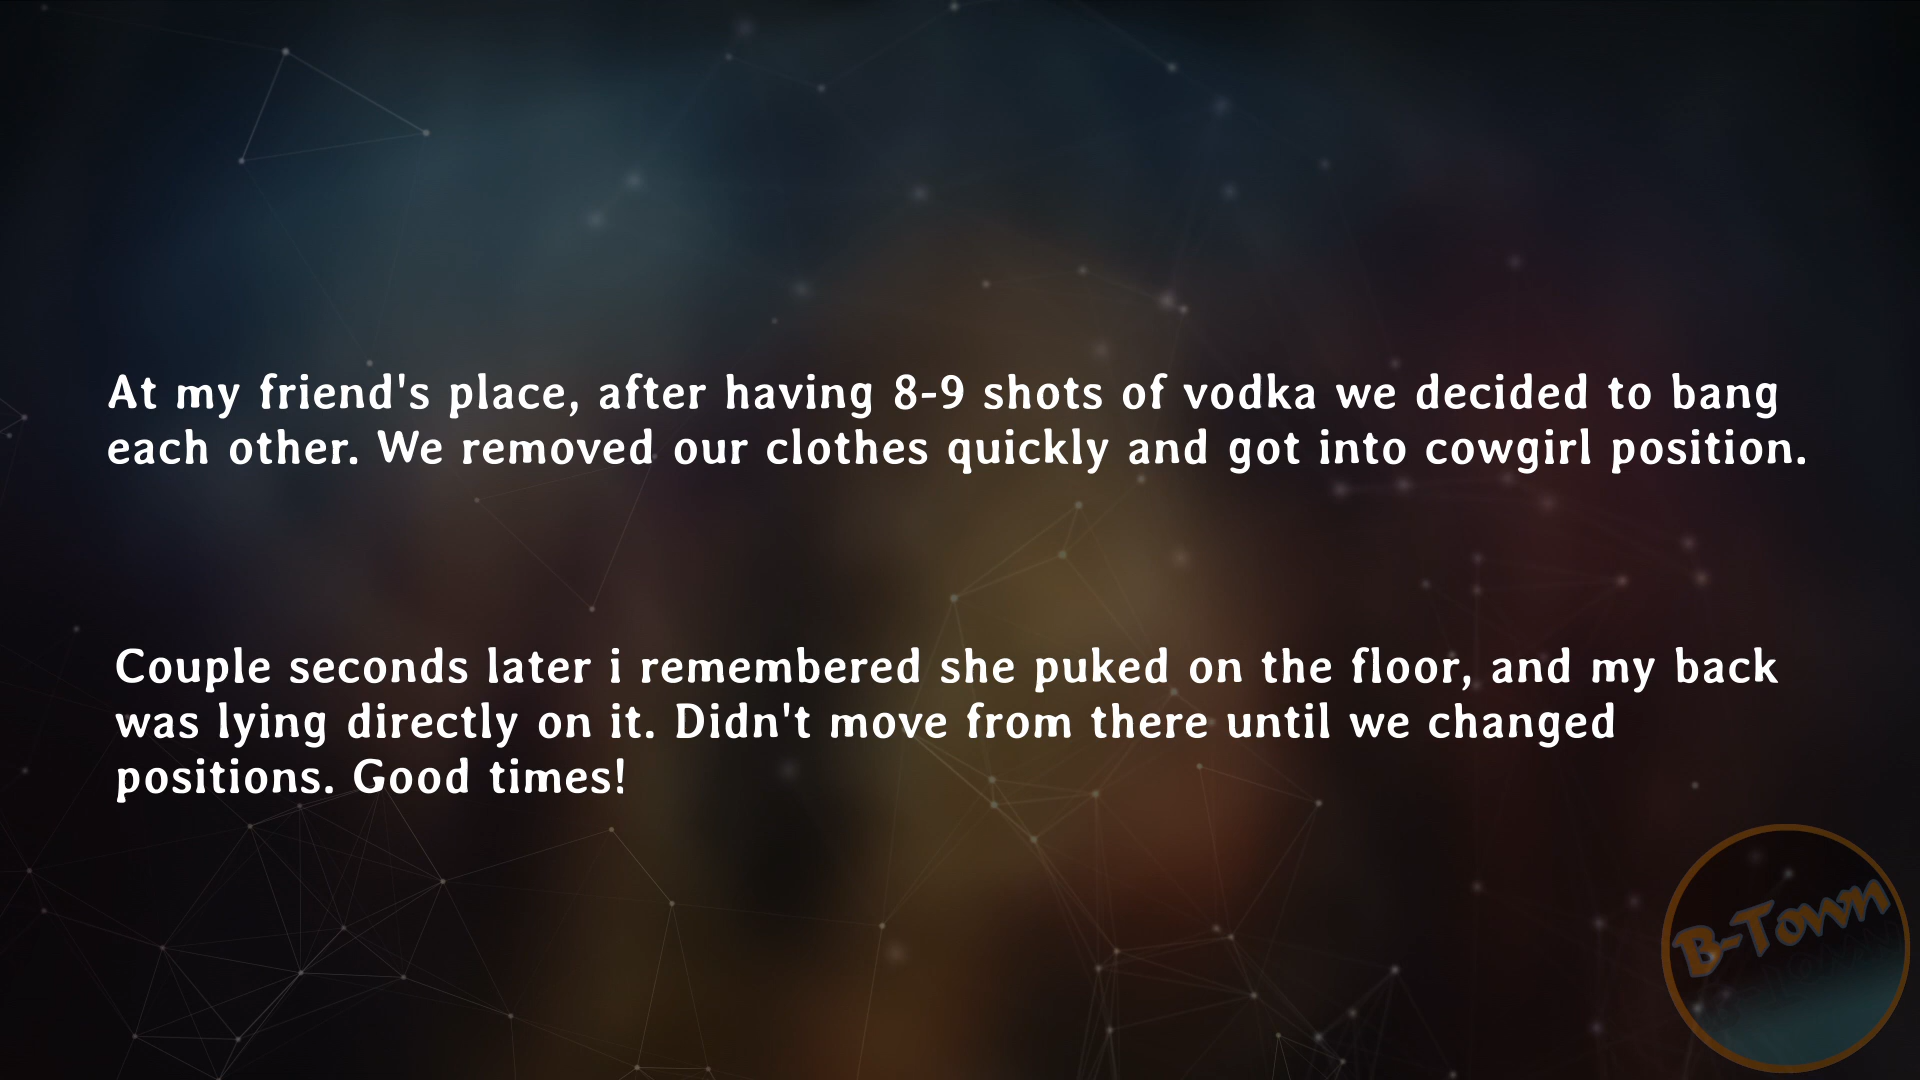 At my friend's place, after having 8-9 shots of vodka we decided to bang
each other. We removed our clothes quickly and got into cowgirl position.
Couple seconds later i remembered she puked on the floor, and my back
was lying directly on it. Didn't move from there until we changed
positions. Good times!
B-Town